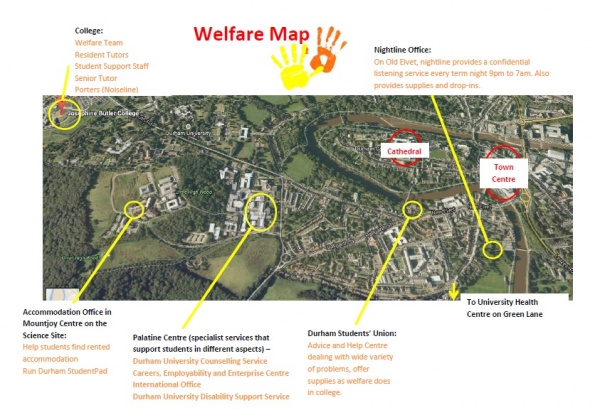 Welfare Map
College:
Welfare Team
Resident Tutors
Student Support Staff
Senior Tutor
Porters (Noiseline)
Nightline Office:
On Old Elvet, nightline provides a confidential
listening service every term night 9pm to 7am. Also
provides supplies and drop-ins.
Josephine Butler College
Durham University
Cathedral
Town
Centre
Accommodation Office in
Mountjoy Centre on the
Science Site:
Help students find rented
accommodation
Run Durham StudentPad
Palatine Centre (specialist services that
support students in different aspects) –
Durham University Counselling Service
Careers, Employability and Enterprise Centre
International Office
Durham University Disability Support Service
Durham Students' Union:
Advice and Help Centre
dealing with wide variety
of problems, offer
supplies as welfare does
in college.
To University Health
Centre on Green Lane